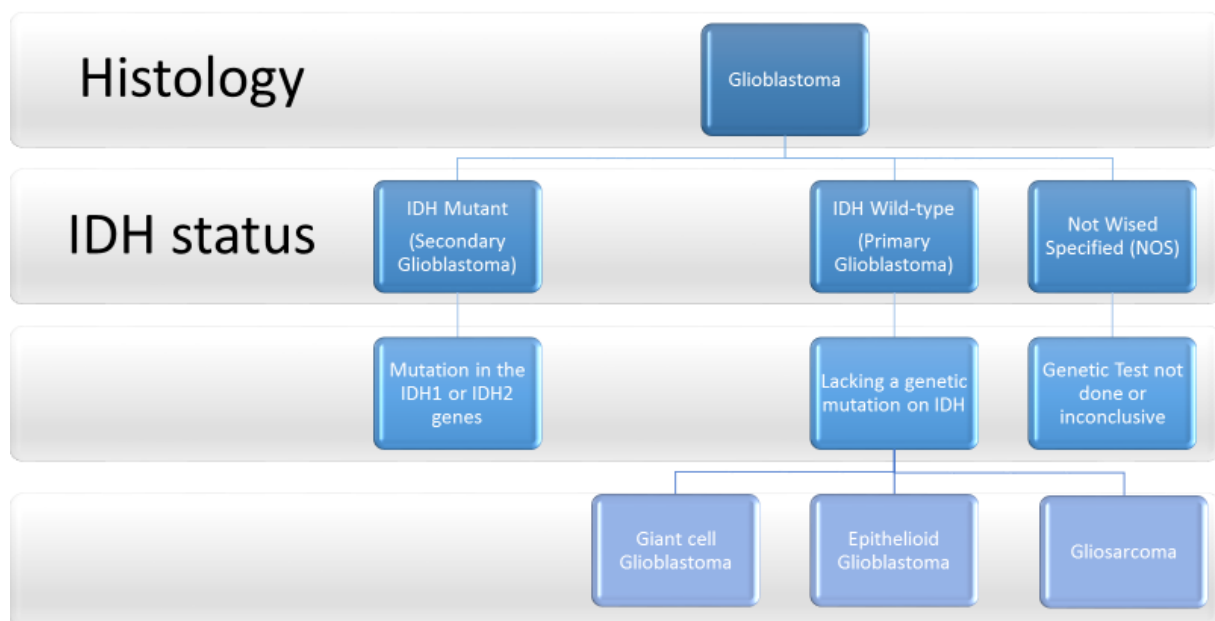 Histology
Glioblastoma
IDH status
IDH Mutant
(Secondary
Glioblastoma)
IDH Wild-type
(Primary
Glioblastoma)
Not Wised
Specified (NOS)
Mutation in the
IDH1 or IDH2
genes
Lacking a genetic
mutation on IDH
Genetic Test not
done or
inconclusive
Giant cell
Glioblastoma
Epithelioid
Glioblastoma
Gliosarcoma